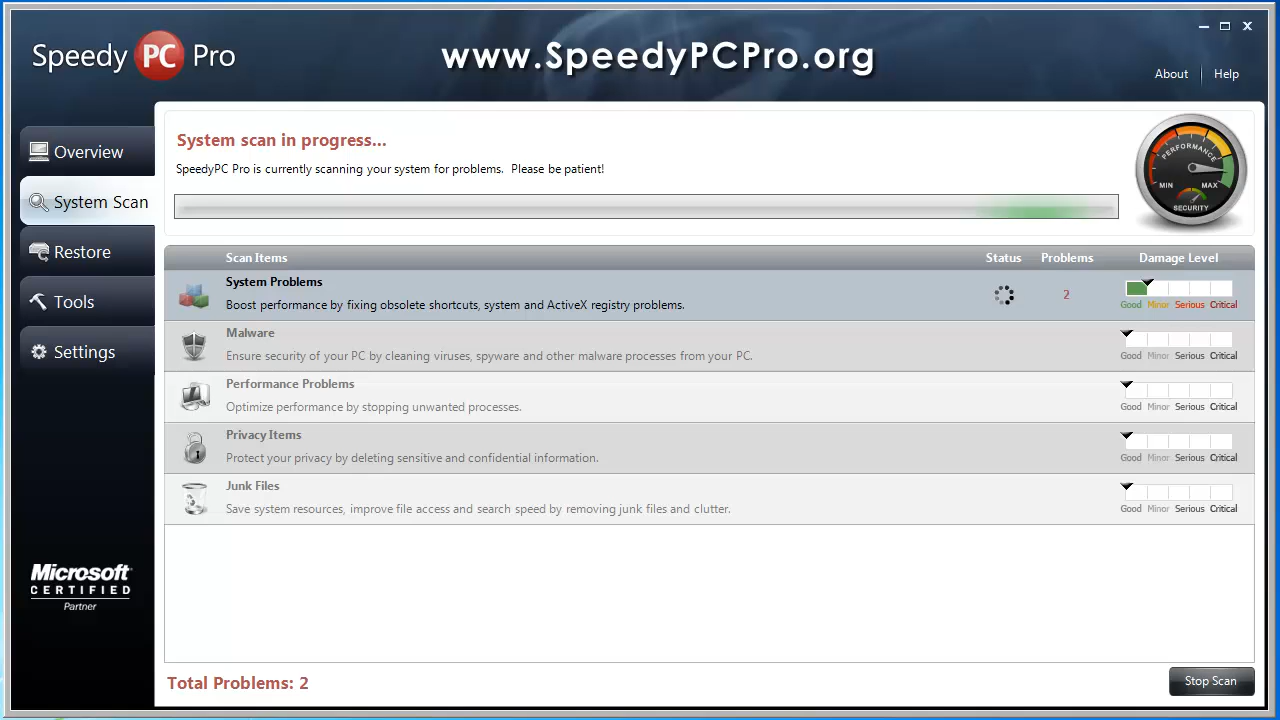 Speedy PC Pro
www.SpeedyPCPro.org
About
Help
Overview
System Scan
Restore
Tools
Settings
Microsoft
CERTIFIED
Partner
System scan in progress...
SpeedyPC Pro is currently scanning your system for problems.  Please be patient!
PERFORMANCE
MIN MAX
SECURITY
Scan Items Status Problems Damage Level
System Problems
Boost performance by fixing obsolete shortcuts, system and ActiveX registry problems.
2
Good Minor Serious Critical
Malware
Ensure security of your PC by cleaning viruses, spyware and other malware processes from your PC.
Good Minor Serious Critical
Performance Problems
Optimize performance by stopping unwanted processes.
Good Minor Serious Critical
Privacy Items
Protect your privacy by deleting sensitive and confidential information.
Good Minor Serious Critical
Junk Files
Save system resources, improve file access and search speed by removing junk files and clutter.
Good Minor Serious Critical
Total Problems: 2
Stop Scan